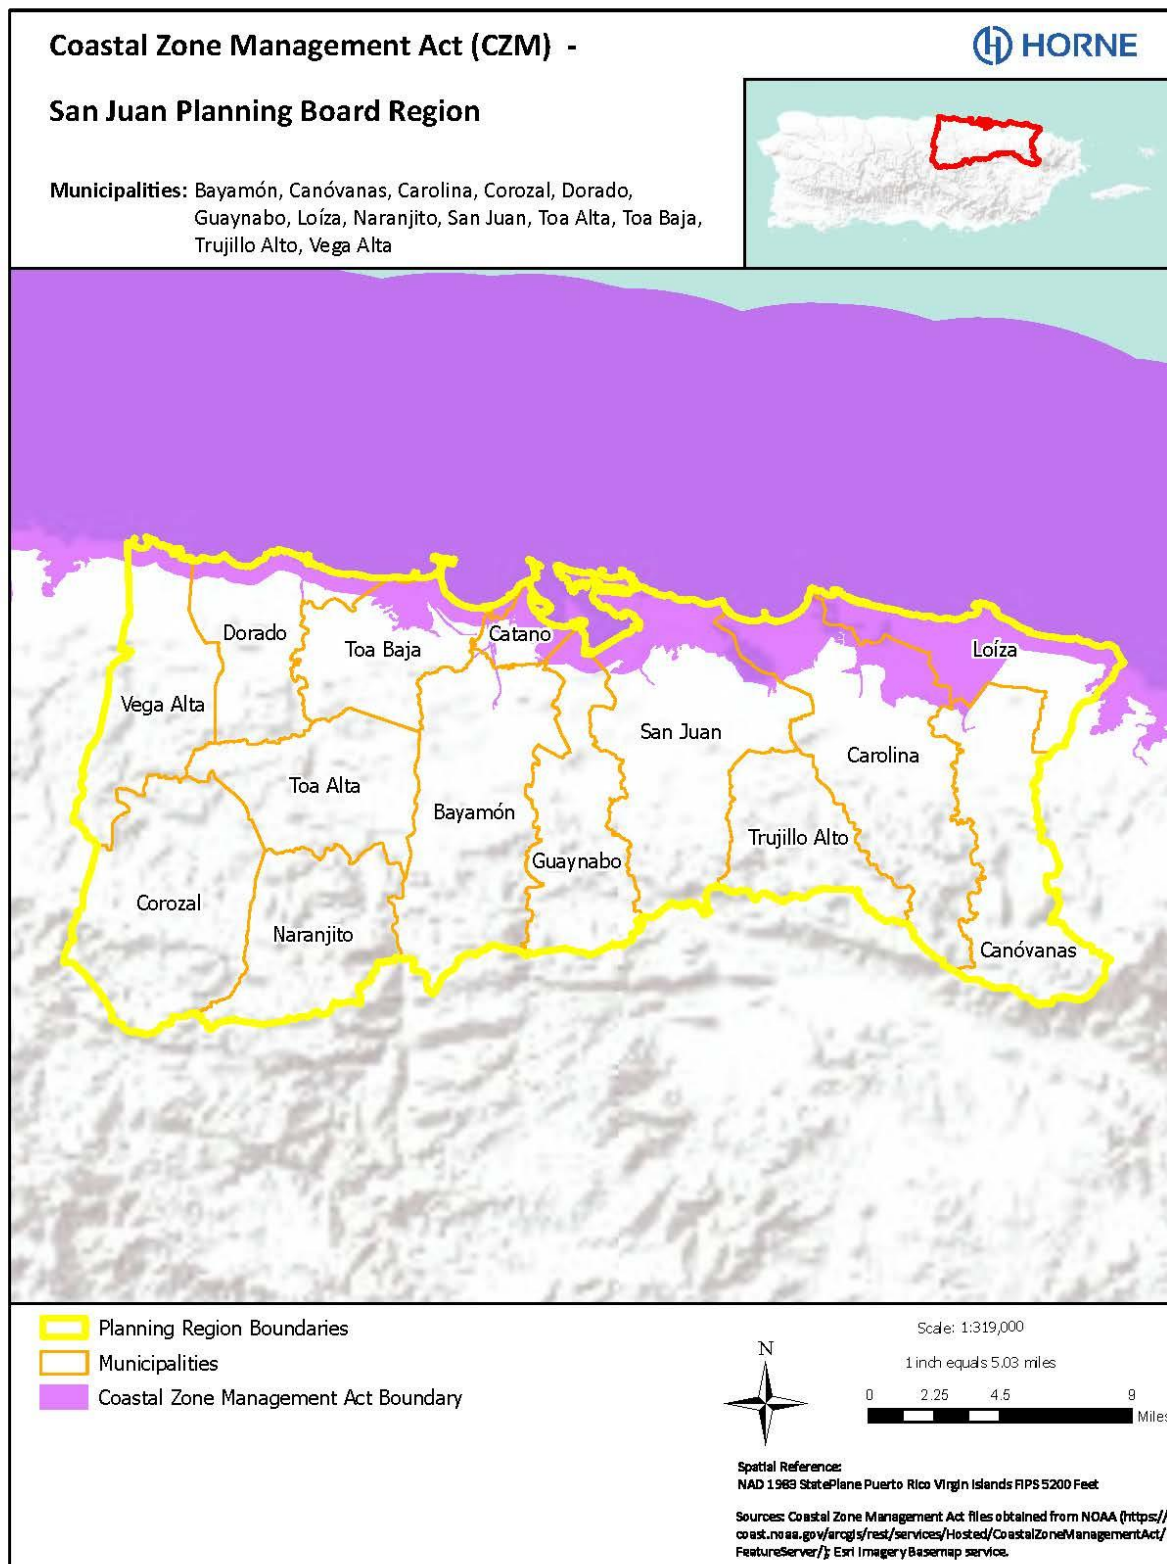 Coastal Zone Management Act (CZM) -
HORNE
San Juan Planning Board Region
Municipalities: Bayamón, Canóvanas, Carolina, Corozal, Dorado,
Guaynabo, Loíza, Naranjito, San Juan, Toa Alta, Toa Baja,
Trujillo Alto, Vega Alta
Dorado
Catano
Toa Baja
Loíza
Vega Alta
San Juan
Carolina
Toa Alta
Bayamón
Trujillo Alto
Guaynabo
Corozal
Naranjito
Canóvanas
Planning Region Boundaries
Municipalities
Coastal Zone Management Act Boundary
N
Scale: 1:319,000
1 inch equals 5.03 miles
0 2.25 4.5 9
Miles
Spatial Reference:
NAD 1983 StatePlane Puerto Rico Virgin Islands FIPS 5200 Feet
Sources: Coastal Zone Management Act files obtained from NOAA (https://
coast.noaa.gov/arcgis/rest/services/Hosted/CoastalZoneManagementAct/
FeatureServer/); Esri Imagery Basemap service.